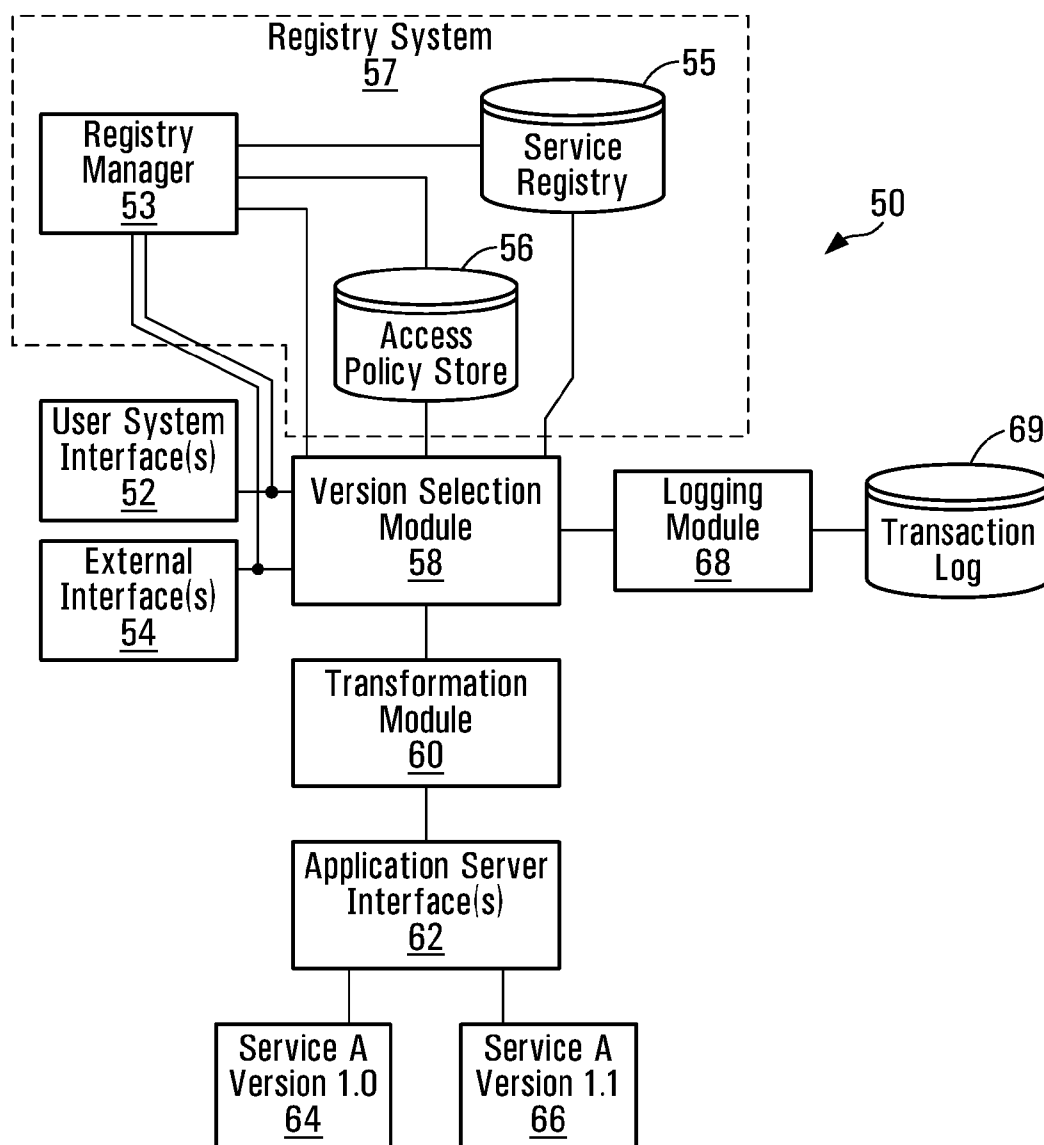 Registry System
57
55
Registry
Manager
53
Service
Registry
50
56
Access
Policy Store
User System
Interface(s)
52
69
Version Selection
Module
58
Logging
Module
68
Transaction
Log
External
Interface(s)
54
Transformation
Module
60
Application Server
Interface(s)
62
Service A
Version 1.0
64
Service A
Version 1.1
66